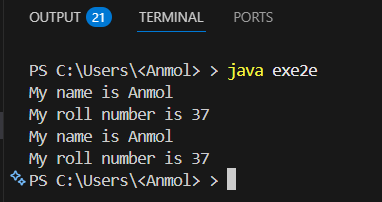 OUTPUT 21 TERMINAL PORTS
PS C:\Users\<Anmol> > java exe2e
My name is Anmol
My roll number is 37
My name is Anmol
My roll number is 37
PS C:\Users\<Anmol> >